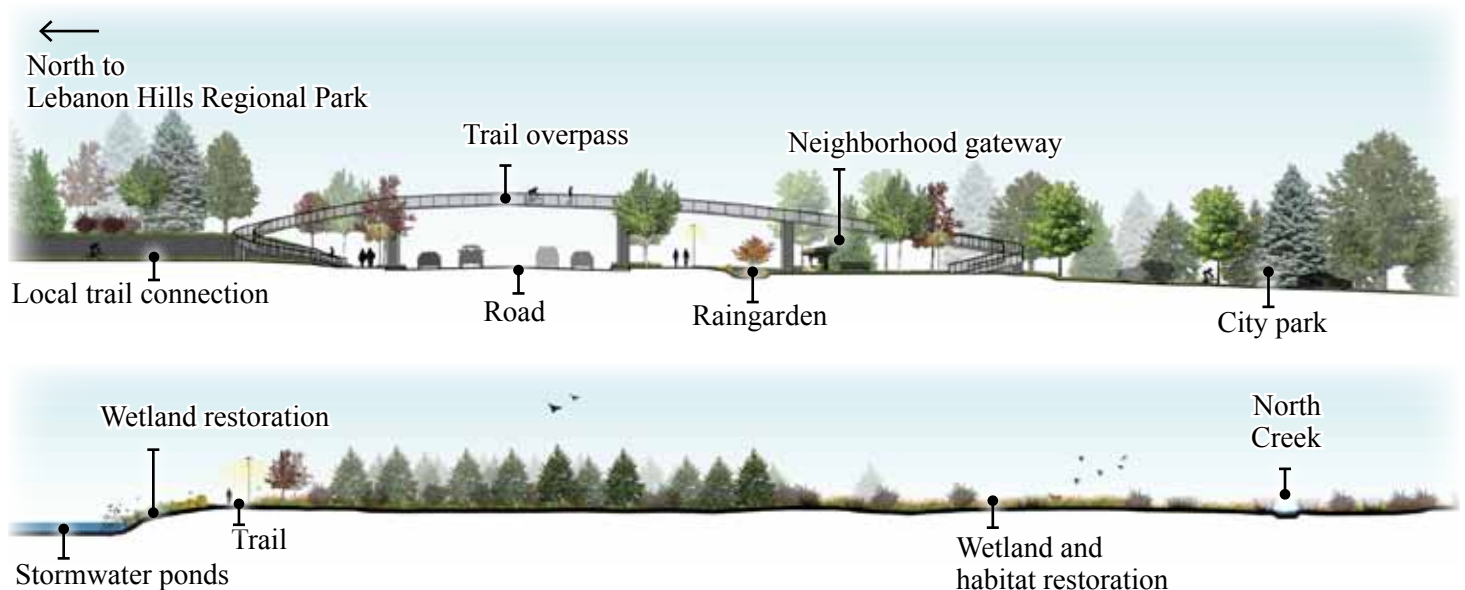 North to
Lebanon Hills Regional Park
Trail overpass
Neighborhood gateway
Local trail connection
Road
Raingarden
City park
Wetland restoration
North
Creek
Trail
Stormwater ponds
Wetland and
habitat restoration